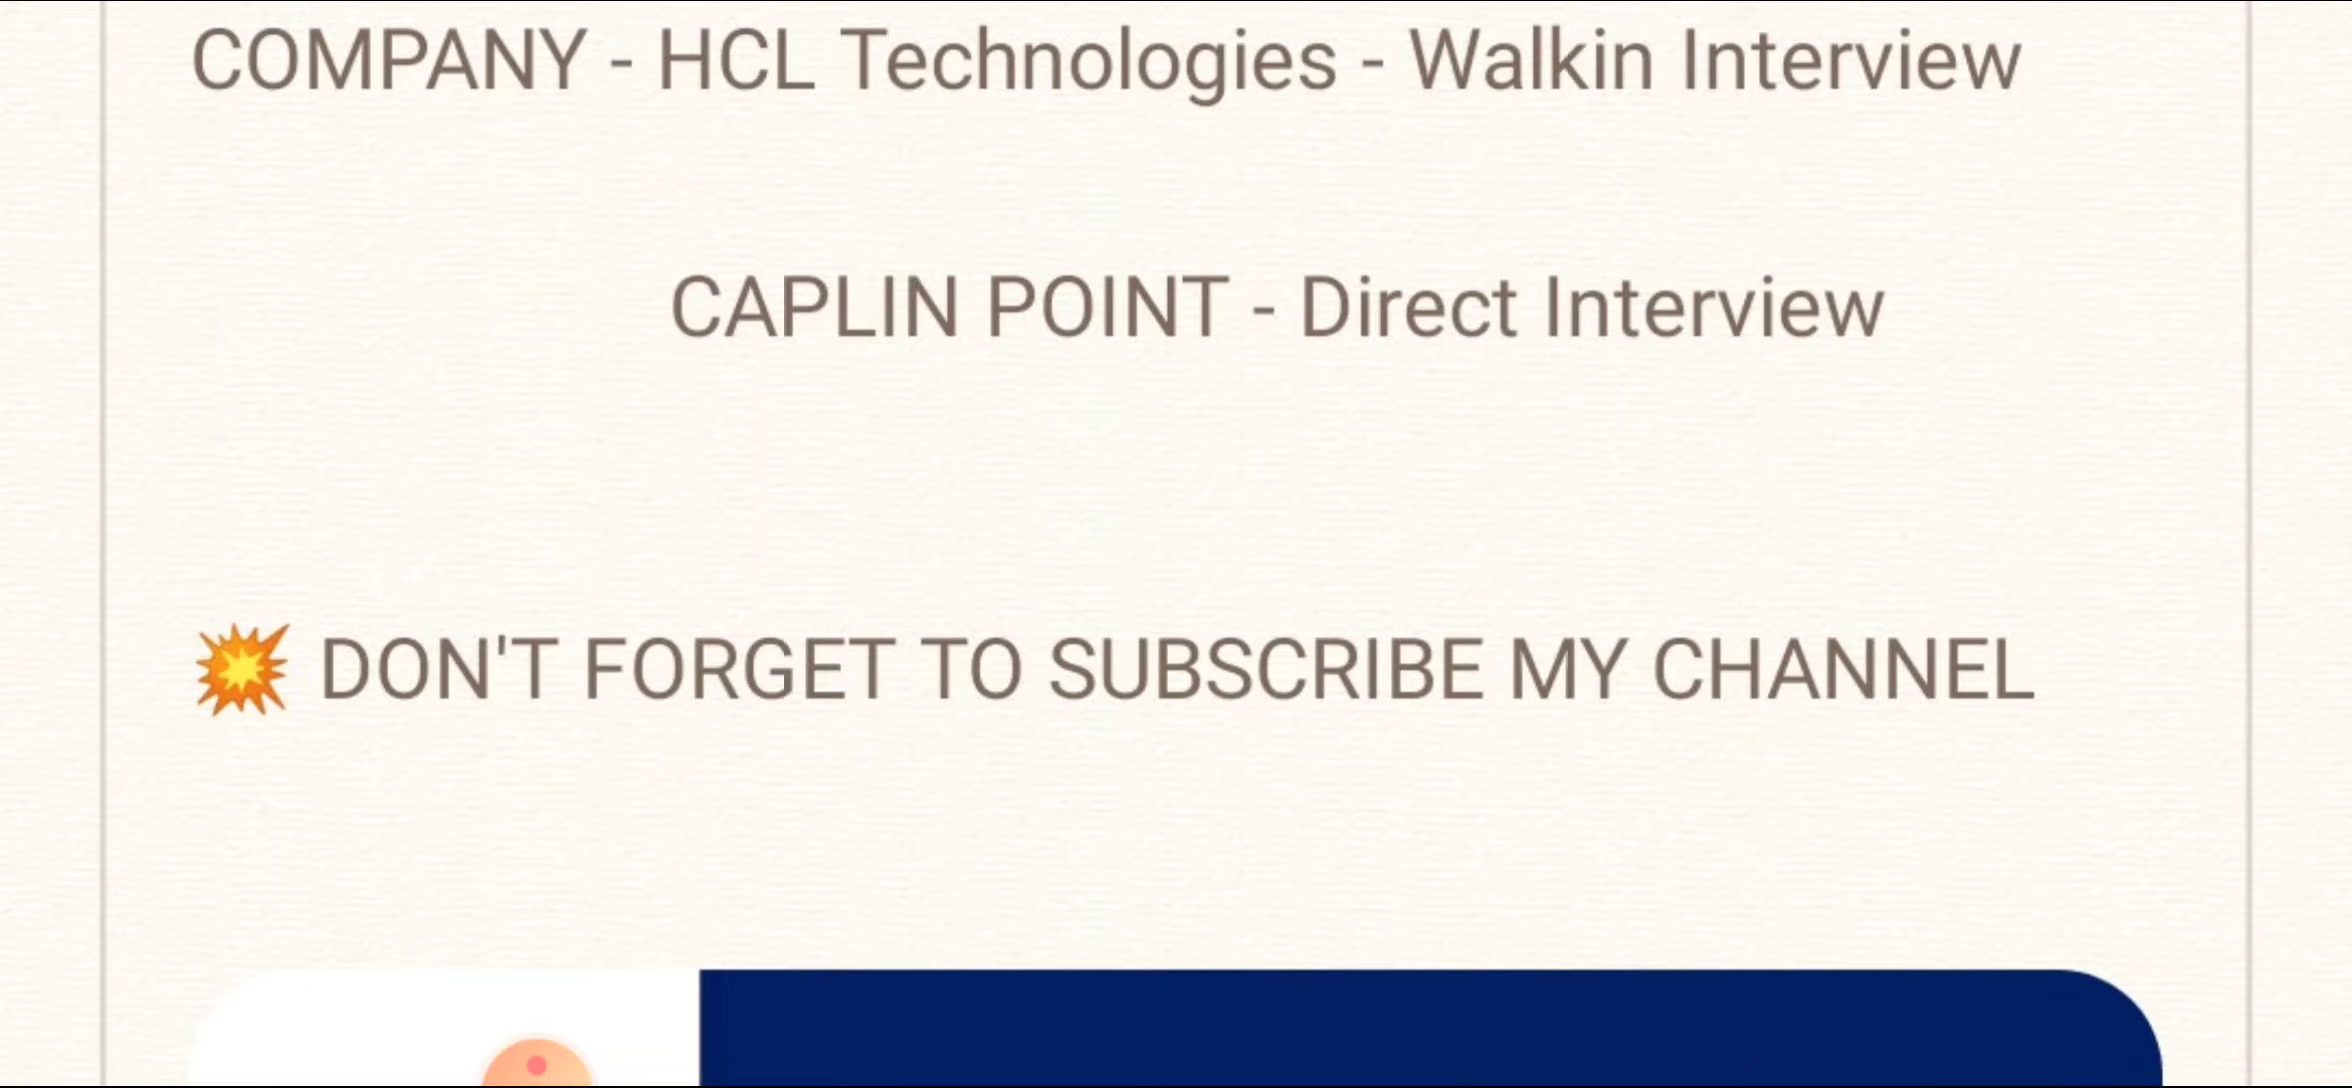 COMPANY - HCL Technologies - Walkin Interview
CAPLIN POINT - Direct Interview
💥 DON'T FORGET TO SUBSCRIBE MY CHANNEL